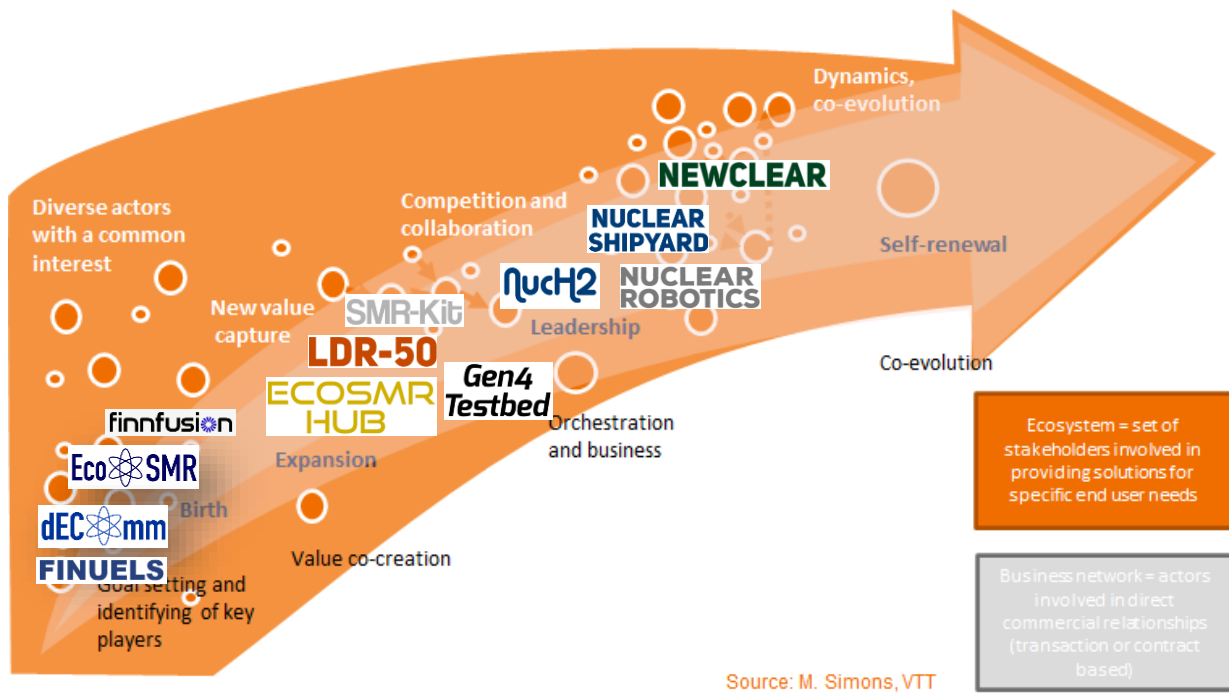 Dynamics,
co-evolution
NEWCLEAR
Diverse actors
with a common
interest
Competition and
collaboration
NUCLEAR
SHIPYARD
Self-renewal
New value
capture
SMR-Kit
NucH2
NUCLEAR
ROBOTICS
Leadership
LDR-50
Gen4
Testbed
Co-evolution
ECOSMR
HUB
finnfusion
Orchestration
and business
Expansion
Eco SMR
Birth
dECOmm
FINUELS
Value co-creation
Goal setting and
identifying of key
players
Ecosystem = set of
stakeholders involved in
providing solutions for
specific end user needs
Business network = actors
involved in direct
commercial relationships
(transaction or contract
based)
Source: M. Simons, VTT